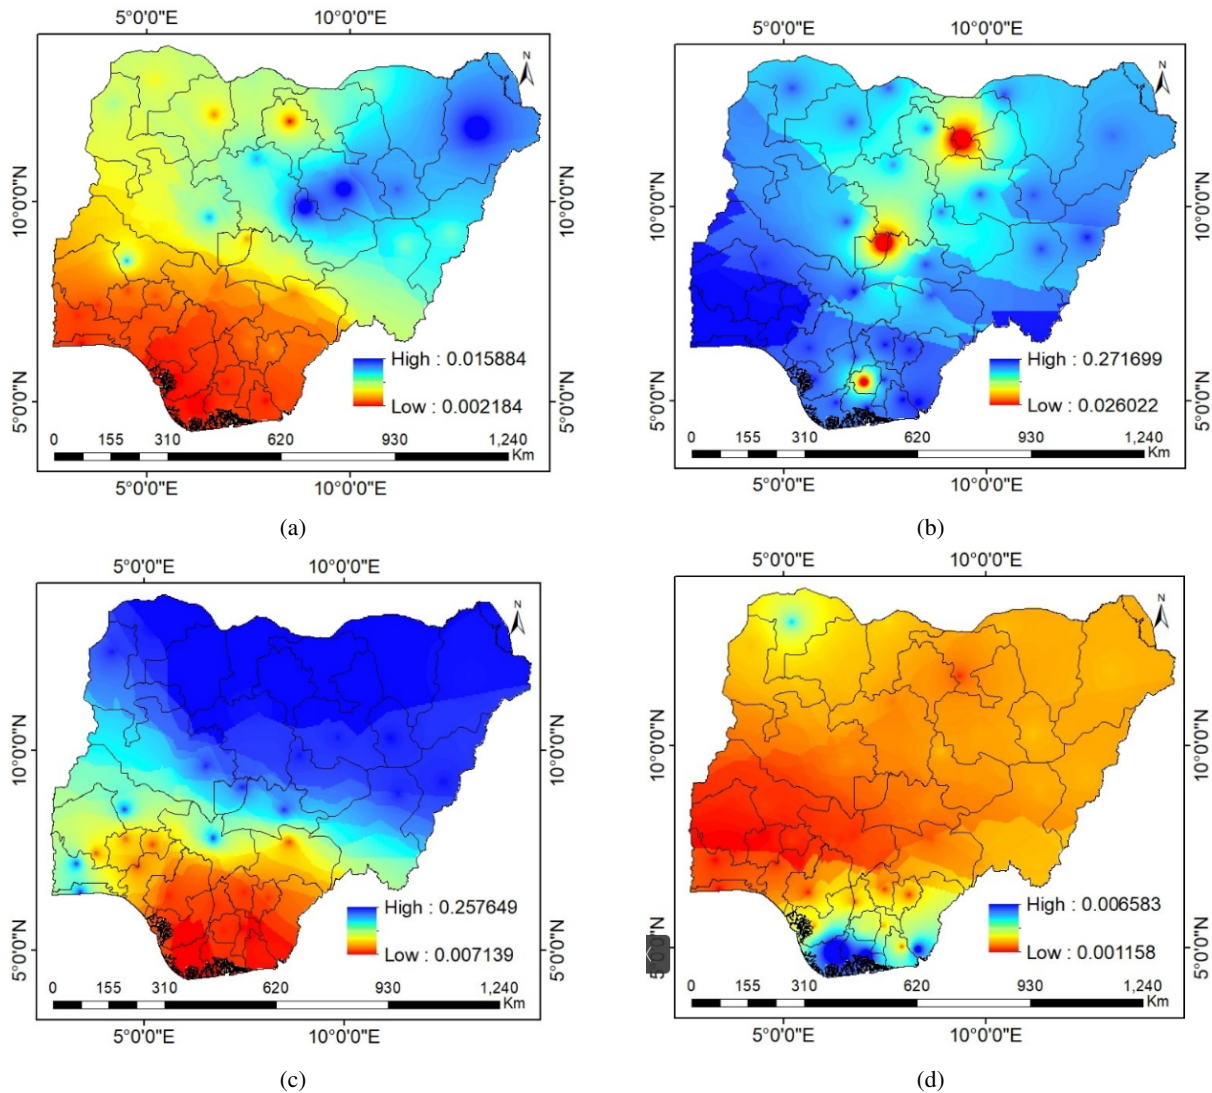 5°0'0"E 10°0'0"E
N
10°0'0"N 10°0'0"N
5°0'0"N 5°0'0"N
High : 0.015884
Low : 0.002184
0 155 310 620 930 1,240
Km
5°0'0"E 10°0'0"E
(a)
5°0'0"E 10°0'0"E
N
10°0'0"N 10°0'0"N
5°0'0"N 5°0'0"N
High : 0.271699
Low : 0.026022
0 155 310 620 930 1,240
Km
5°0'0"E 10°0'0"E
(b)
5°0'0"E 10°0'0"E
N
10°0'0"N 10°0'0"N
5°0'0"N 5°0'0"N
High : 0.257649
Low : 0.007139
0 155 310 620 930 1,240
Km
5°0'0"E 10°0'0"E
(c)
5°0'0"E 10°0'0"E
N
10°0'0"N 10°0'0"N
5°0'0"N
High : 0.006583
Low : 0.001158
0 155 310 620 930 1,240
Km
5°0'0"E 10°0'0"E
(d)